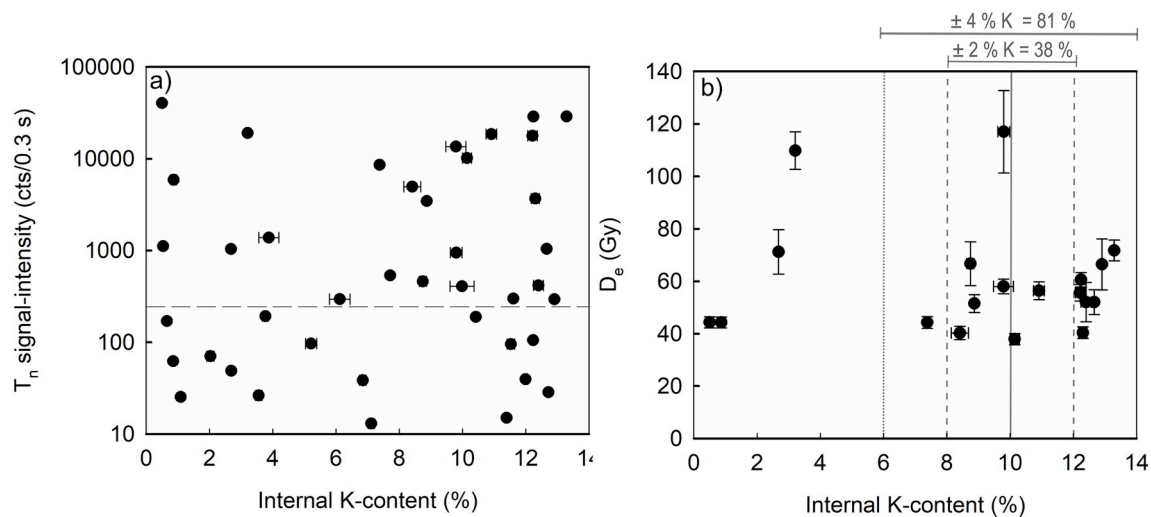 ± 4 % K = 81 %
± 2 % K = 38 %
a)
100000
10000
1000
100
10
T_n signal-intensity (cts/0.3 s)
0 2 4 6 8 10 12 14
Internal K-content (%)
b)
140
120
100
80
60
40
20
0
D_e (Gy)
0 2 4 6 8 10 12 14
Internal K-content (%)